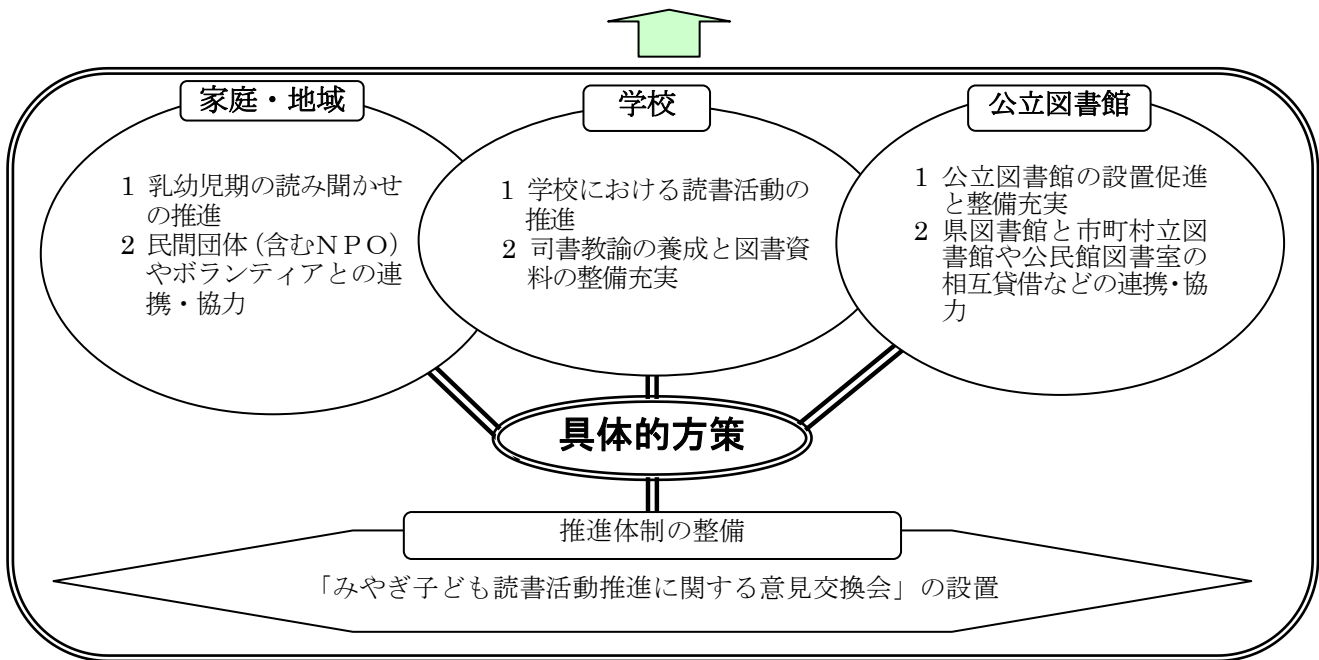 家庭・地域
1 乳幼児期の読み聞かせ
の推進
2 民間団体(含むNPO)
やボランティアとの連
携・協力
学校
1 学校における読書活動の
推進
2 司書教諭の養成と図書資
料の整備充実
公立図書館
1 公立図書館の設置促進
と整備充実
2 県図書館と市町村立図
書館や公民館図書室の
相互貸借などの連携・協
力
具体的方策
推進体制の整備
「みやぎ子ども読書活動推進に関する意見交換会」の設置